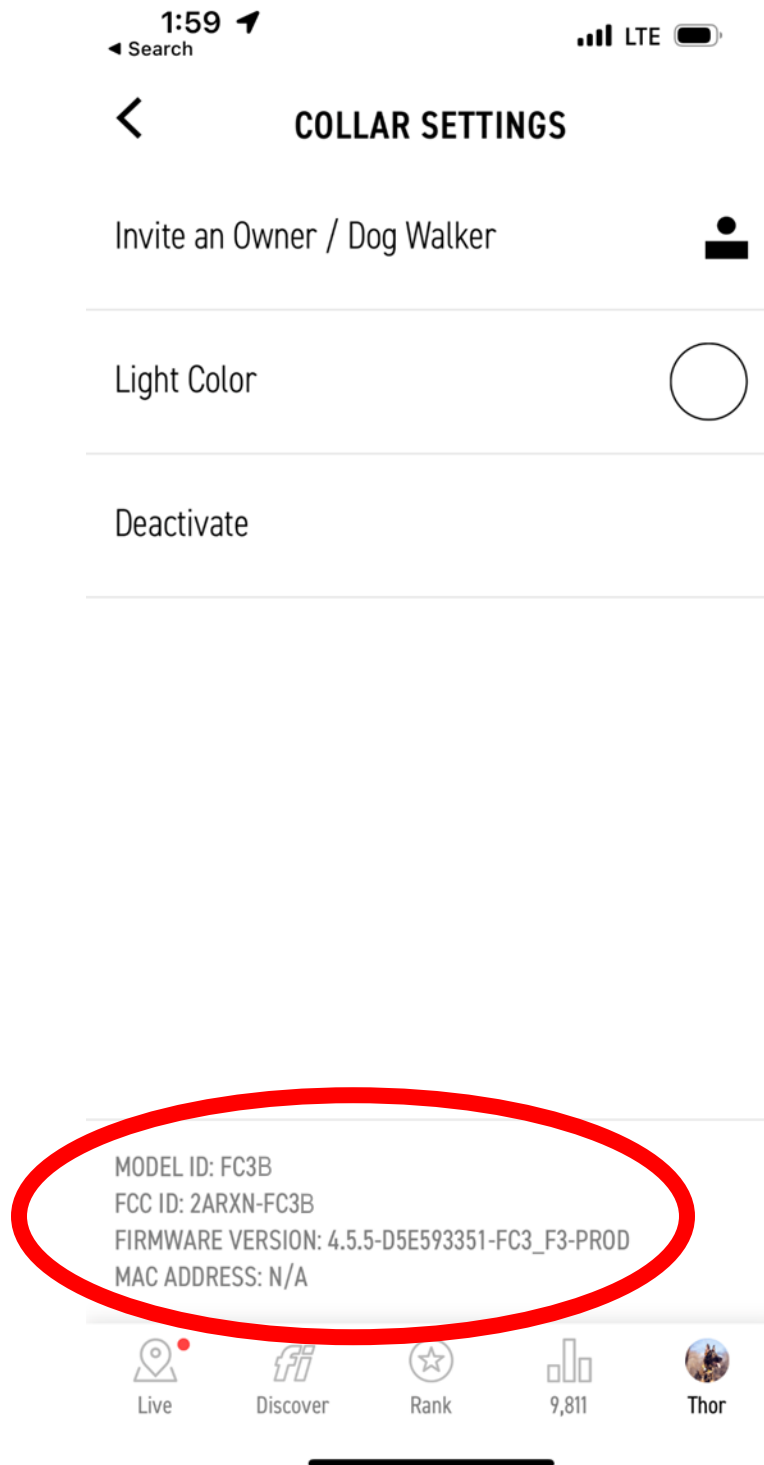 1:59
◀ Search
LTE
COLLAR SETTINGS
Invite an Owner / Dog Walker
Light Color
Deactivate
MODEL ID: FC3B
FCC ID: 2ARXN-FC3B
FIRMWARE VERSION: 4.5.5-D5E593351-FC3_F3-PROD
MAC ADDRESS: N/A
fi
Live
Discover
Rank
9,811
Thor